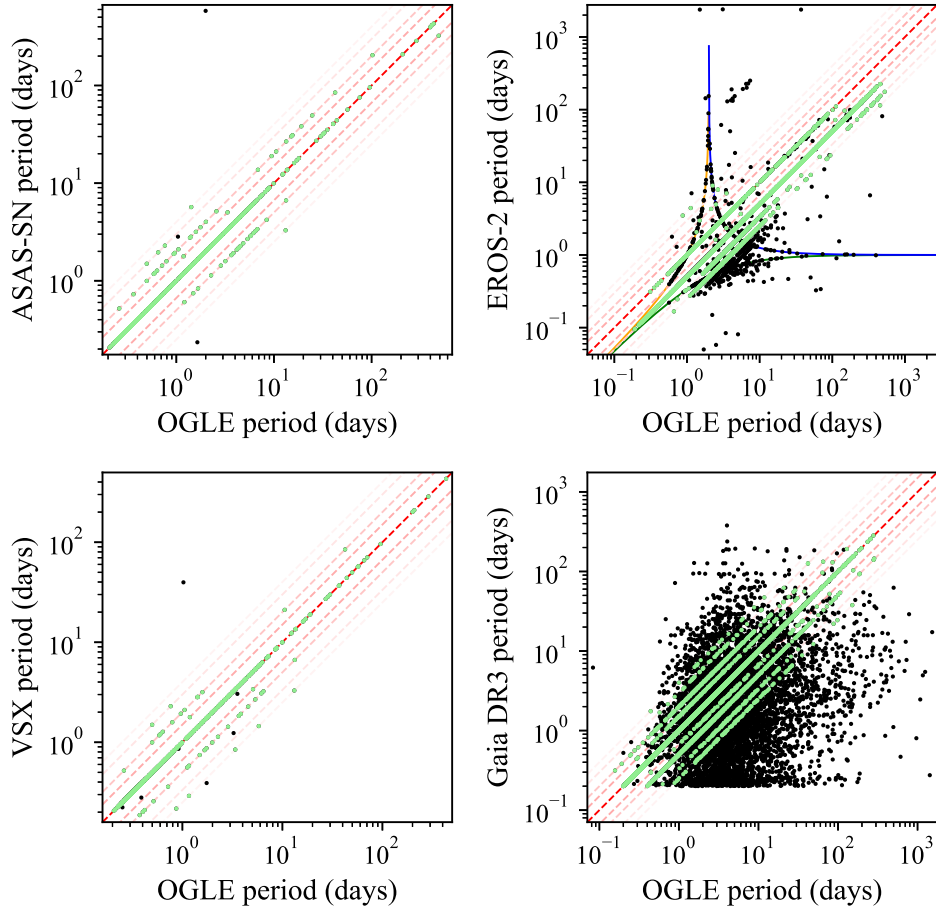 ASAS-SN period (days)
10² 10¹ 10⁰
10⁰ 10¹ 10²
OGLE period (days)
EROS-2 period (days)
10³ 10² 10¹ 10⁰ 10⁻¹
10⁻¹ 10⁰ 10¹ 10² 10³
OGLE period (days)
VSX period (days)
10² 10¹ 10⁰
10⁰ 10¹ 10²
OGLE period (days)
Gaia DR3 period (days)
10³ 10² 10¹ 10⁰ 10⁻¹
10⁻¹ 10⁰ 10¹ 10² 10³
OGLE period (days)